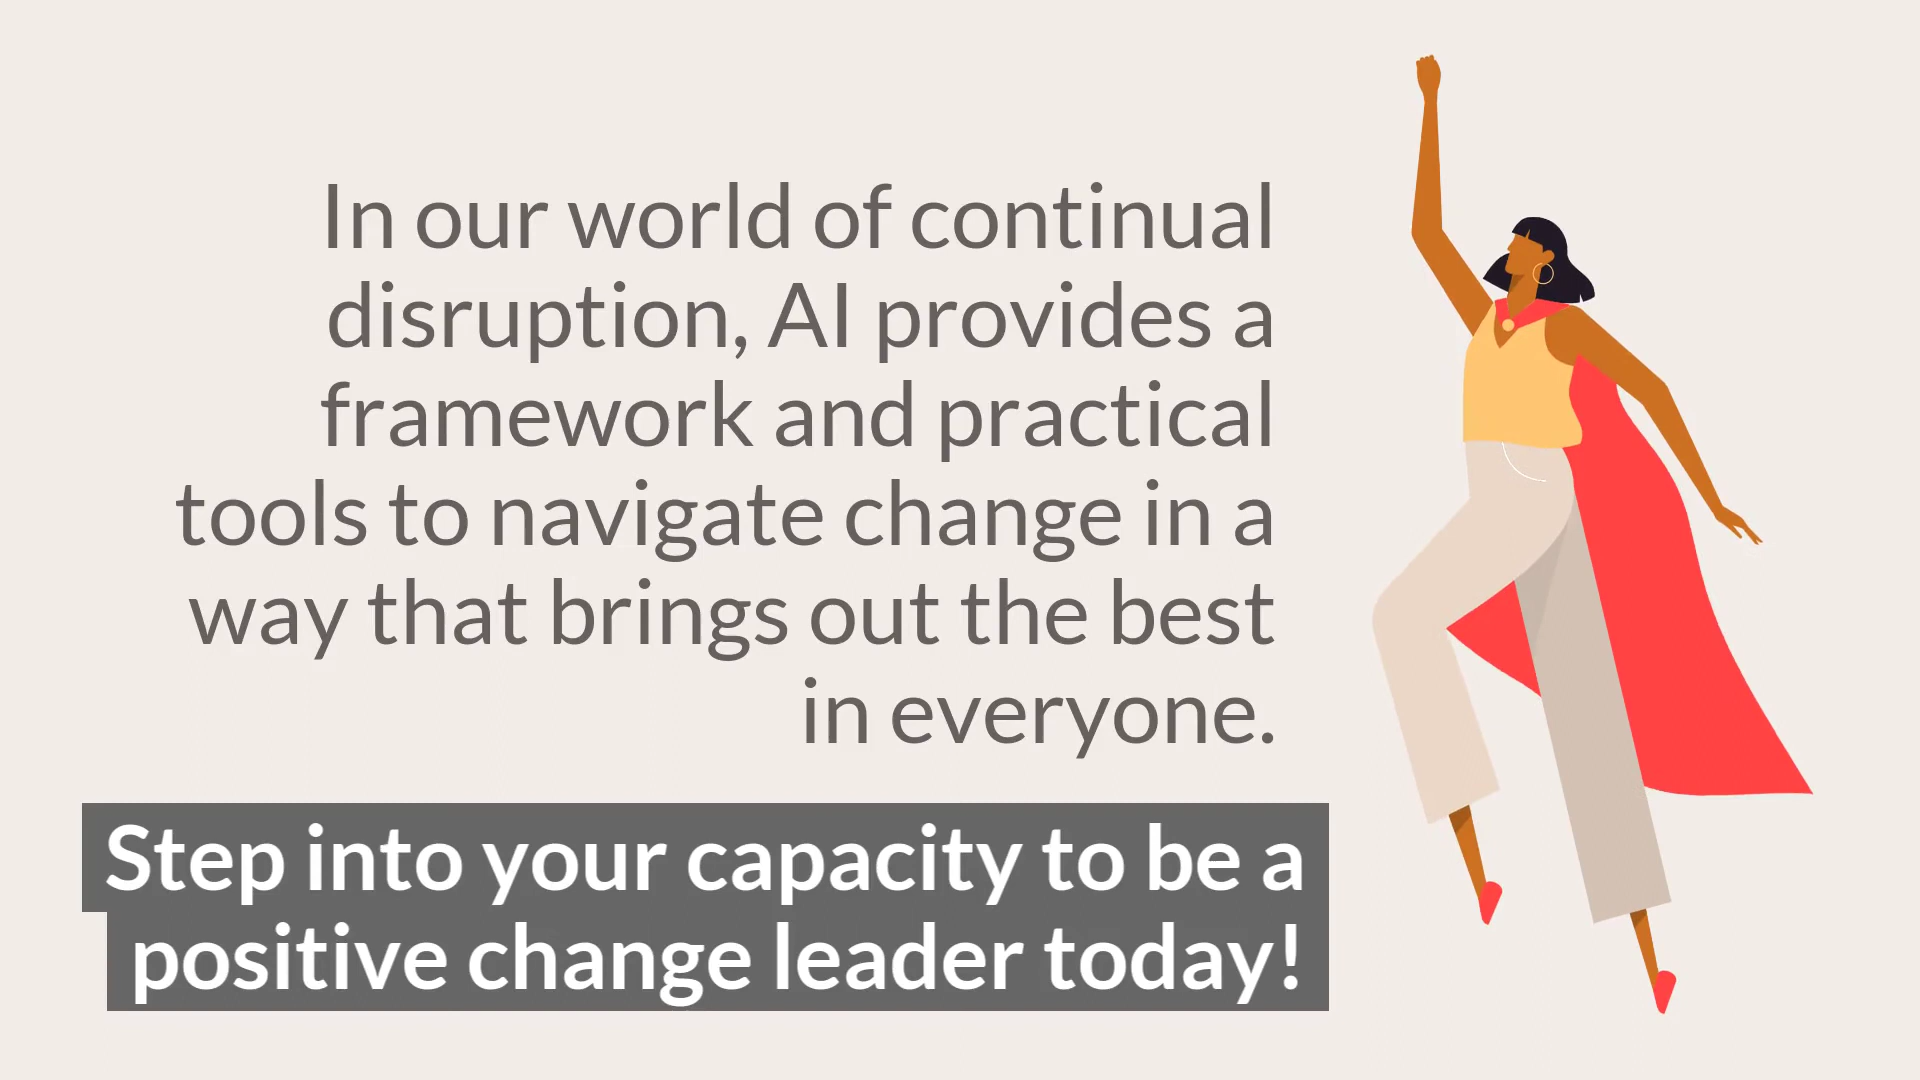 In our world of continual
disruption, AI provides a
framework and practical
tools to navigate change in a
way that brings out the best
in everyone.
Step into your capacity to be a
positive change leader today!